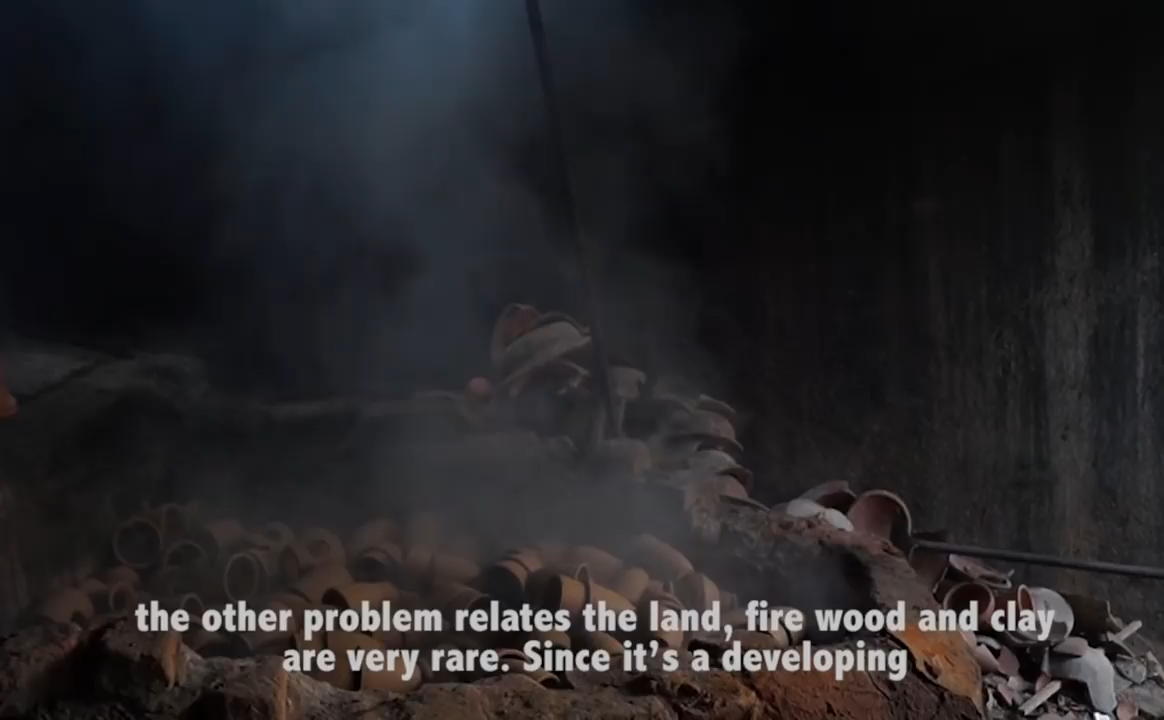 the other problem relates the land, fire wood and clay
are very rare. Since it's a developing